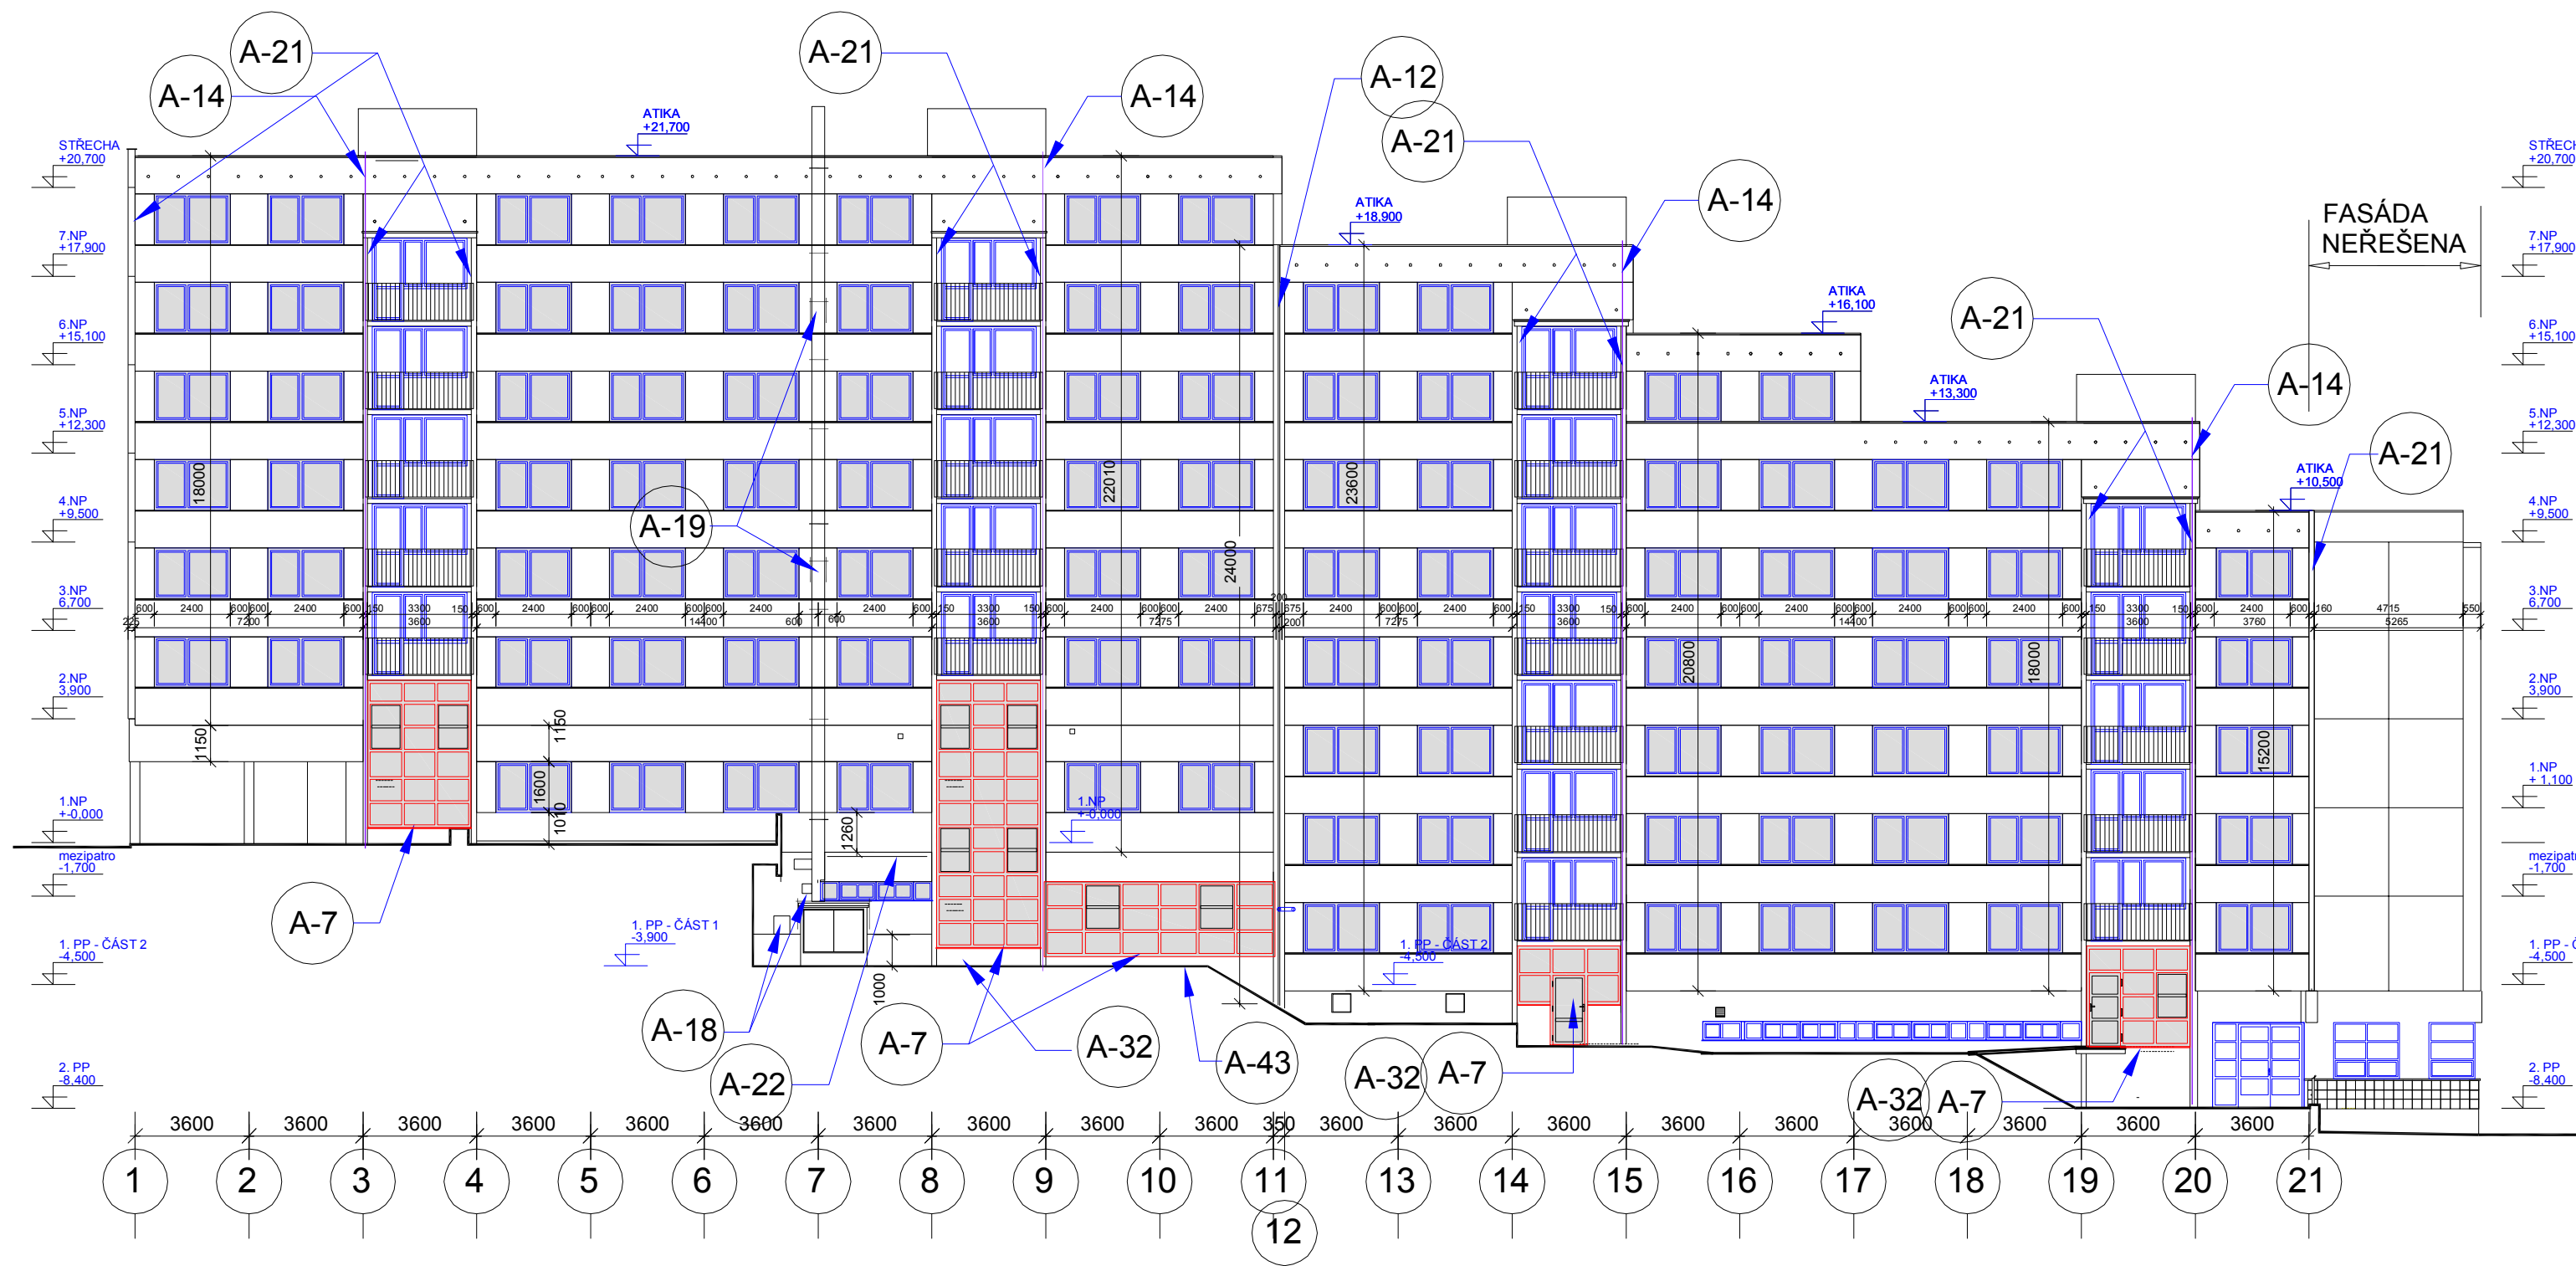 A-21
A-21
A-12
A-14
A-14
A-21
A-14
ATIKA
+21,700
STŘECHA
+20,700
STŘECH
+20,700
ATIKA
+18,900
FASÁDA
NEŘEŠENA
7.NP
+17,900
7.NP
+17,900
ATIKA
+16,100
A-21
6.NP
+15,100
6.NP
+15,100
ATIKA
+13,300
A-14
5.NP
+12,300
5.NP
+12,300
A-21
ATIKA
+10,500
18000
22010
23600
4.NP
+9,500
4.NP
+9,500
A-19
24000
3.NP
6,700
3.NP
6,700
600 2400 600 600 2400 600 150 3300 150 600 2400 600 600 2400 600 600 2400 2400 600 150 3300 150 600 2400 600 600 2400 675 200 675 2400 600 600 2400 600 150 3300 150 600 2400 600 600 2400 600 600 2400 600 600 2400 600 150 3300 150 600 2400 600 160 4715 550
225 7200 3600 14400 600 600 3600 7275 200 7275 3600 14400 3600 3760 5265
20800
18000
2.NP
3,900
2.NP
3,900
1150
1150
15200
1600
1.NP
+-0,000
1.NP
+-0,000
1.NP
+ 1,100
1010
1260
mezipatro
-1,700
mezipatr
-1,700
A-7
1. PP - ČÁST 2
-4,500
1. PP - ČÁST 1
-3,900
1. PP - ČÁST 2
-4,500
1. PP - Č
-4,500
1000
A-18
A-7
A-32
A-43
A-22
A-32
A-7
A-32
A-7
2. PP
-8,400
2. PP
-8,400
3600 3600 3600 3600 3600 3600 3600 3600 3600 3600 350 3600 3600 3600 3600 3600 3600 3600 3600 3600
1 2 3 4 5 6 7 8 9 10 11 13 14 15 16 17 18 19 20 21
12